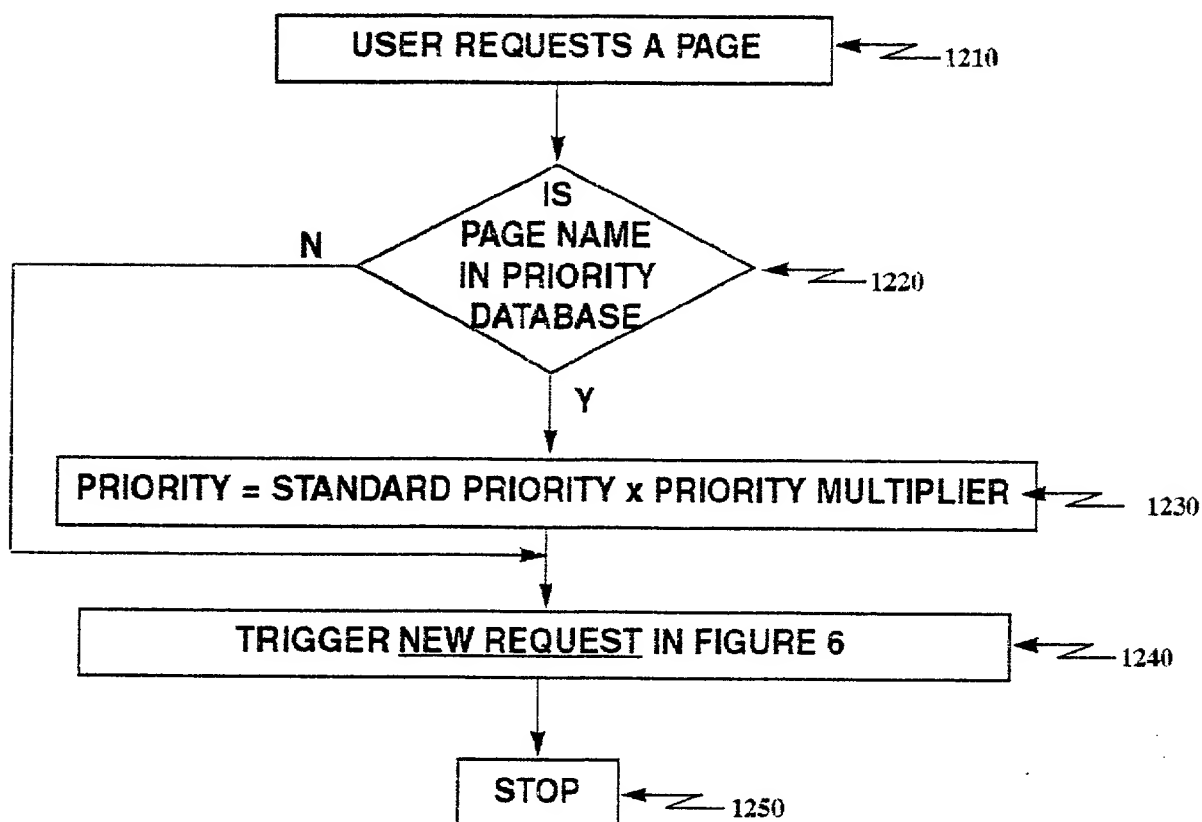 USER REQUESTS A PAGE
1210
IS
PAGE NAME
IN PRIORITY
DATABASE
N
1220
Y
PRIORITY = STANDARD PRIORITY x PRIORITY MULTIPLIER
1230
TRIGGER NEW REQUEST IN FIGURE 6
1240
STOP
1250